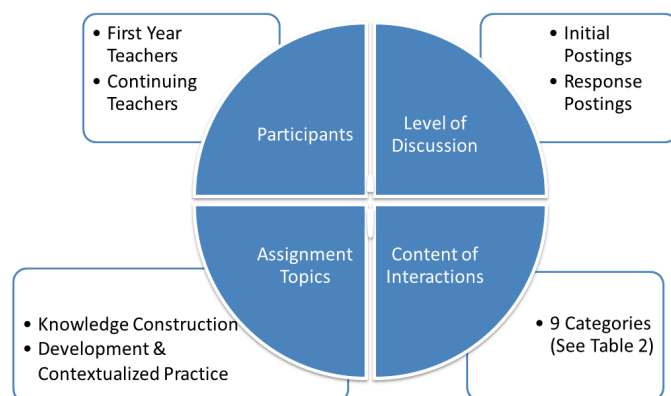 • First Year
Teachers
• Continuing
Teachers
• Initial
Postings
• Response
Postings
Participants
Level of
Discussion
Assignment
Topics
Content of
Interactions
• Knowledge Construction
• Development &
Contextualized Practice
• 9 Categories
(See Table 2)